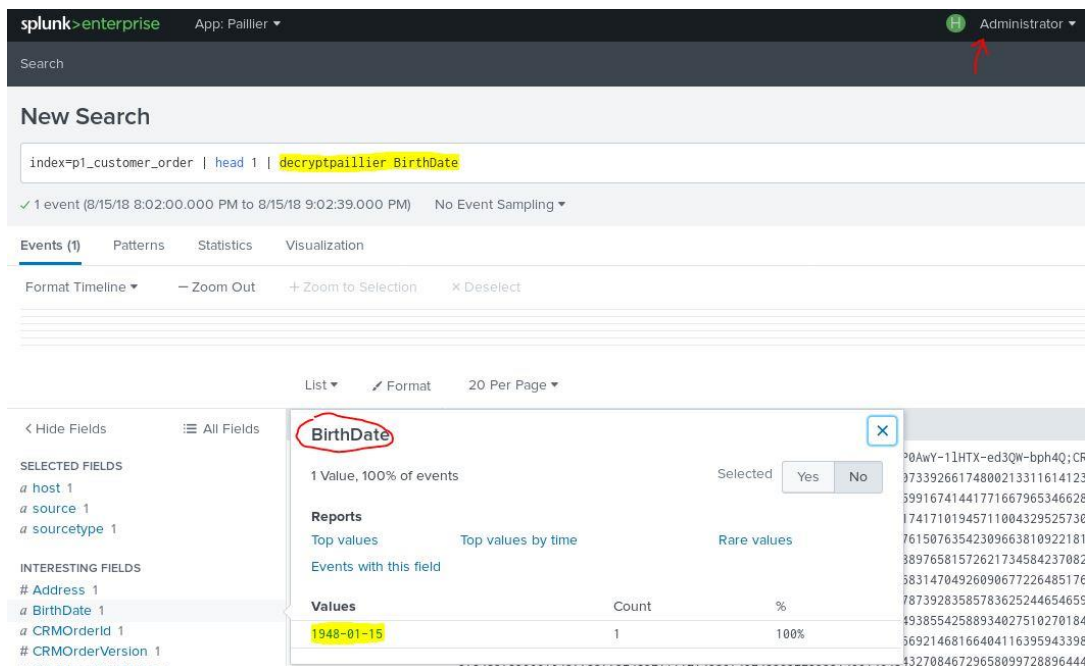 splunk>enterprise App: Paillier
H Administrator
Search
New Search
index=p1_customer_order | head 1 | decryptpaillier BirthDate
✓ 1 event (8/15/18 8:02:00.000 PM to 8/15/18 9:02:39.000 PM) No Event Sampling
Events (1) Patterns Statistics Visualization
Format Timeline — Zoom Out + Zoom to Selection × Deselect
List Format 20 Per Page
< Hide Fields All Fields
SELECTED FIELDS
a host 1
a source 1
a sourcetype 1
INTERESTING FIELDS
# Address 1
a BirthDate 1
a CRMOrderId 1
# CRMOrderVersion 1
BirthDate
1 Value, 100% of events Selected Yes No
Reports
Top values Top values by time Rare values
Events with this field
Values Count %
1948-01-15 1 100%
P0AwY-1lHTX-ed3QW-bph4Q;CR